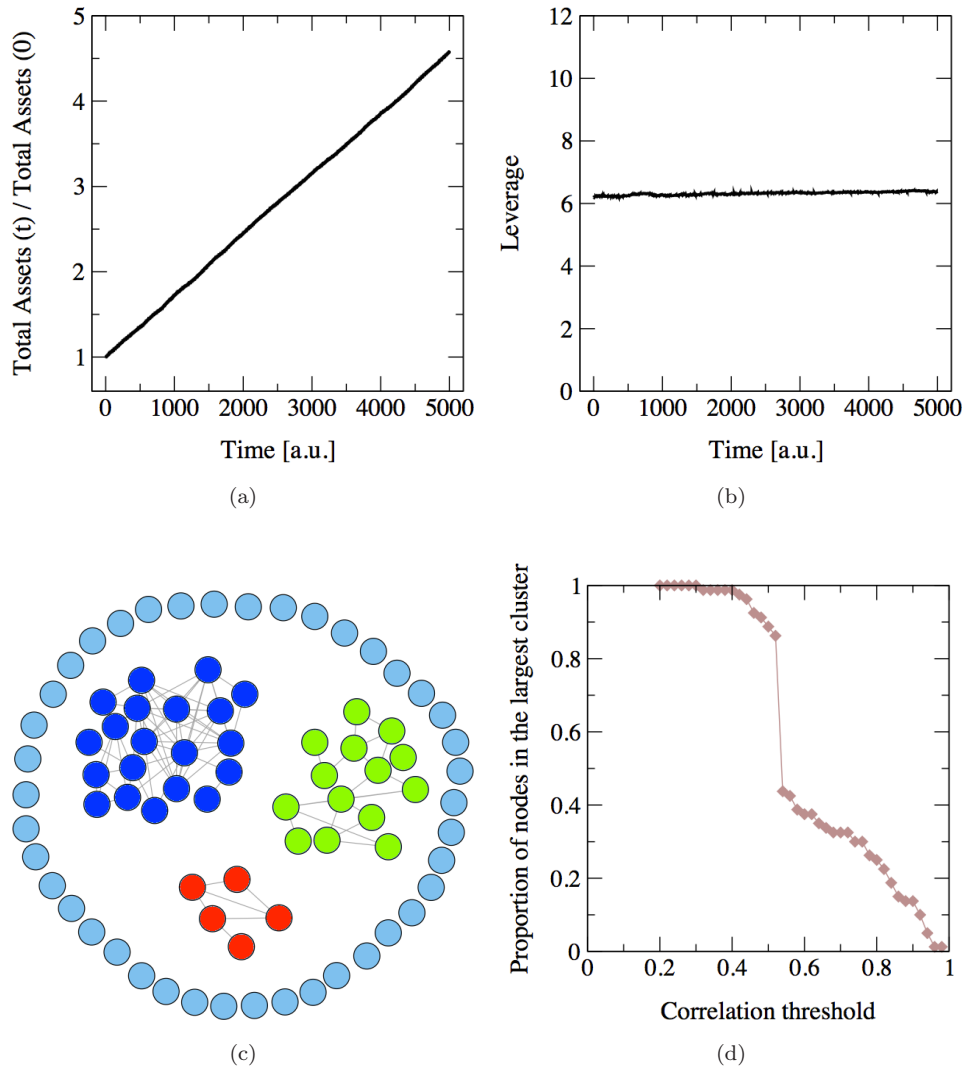 Total Assets (t) / Total Assets (0)
5
4
3
2
1
0 1000 2000 3000 4000 5000
Time [a.u.]
(a)
Leverage
12
10
8
6
4
2
0
0 1000 2000 3000 4000 5000
Time [a.u.]
(b)
(c)
Proportion of nodes in the largest cluster
1
0.8
0.6
0.4
0.2
0
0 0.2 0.4 0.6 0.8 1
Correlation threshold
(d)